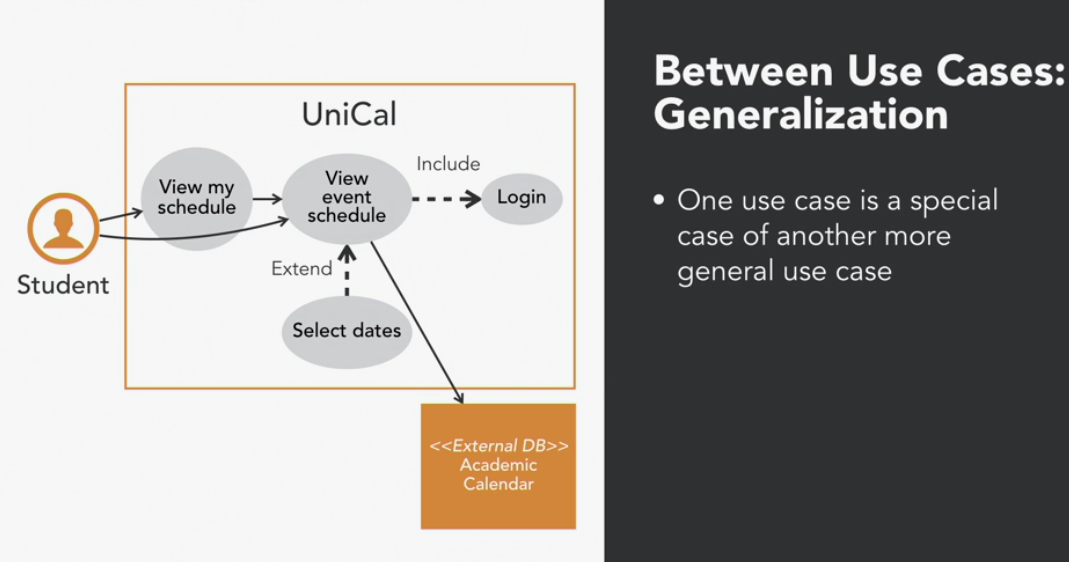 UniCal
View my
schedule
View
event
schedule
Include
Login
Student
Extend
Select dates
<<External DB>>
Academic
Calendar
Between Use Cases:
Generalization
• One use case is a special
case of another more
general use case